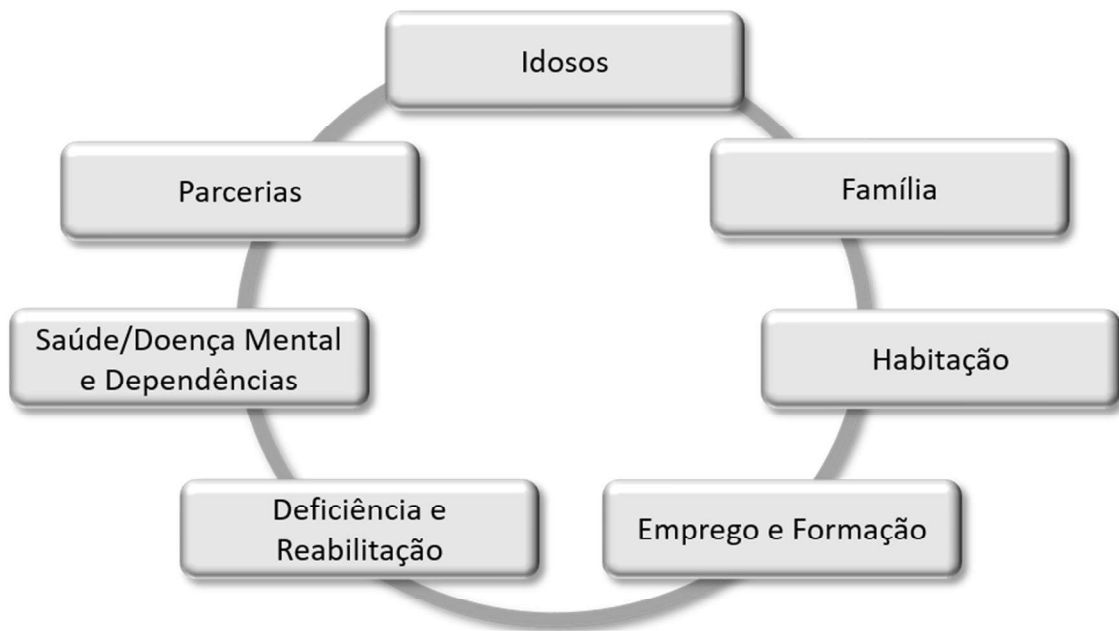 Idosos
Parcerias
Família
Saúde/Doença Mental
e Dependências
Habitação
Deficiência e
Reabilitação
Emprego e Formação